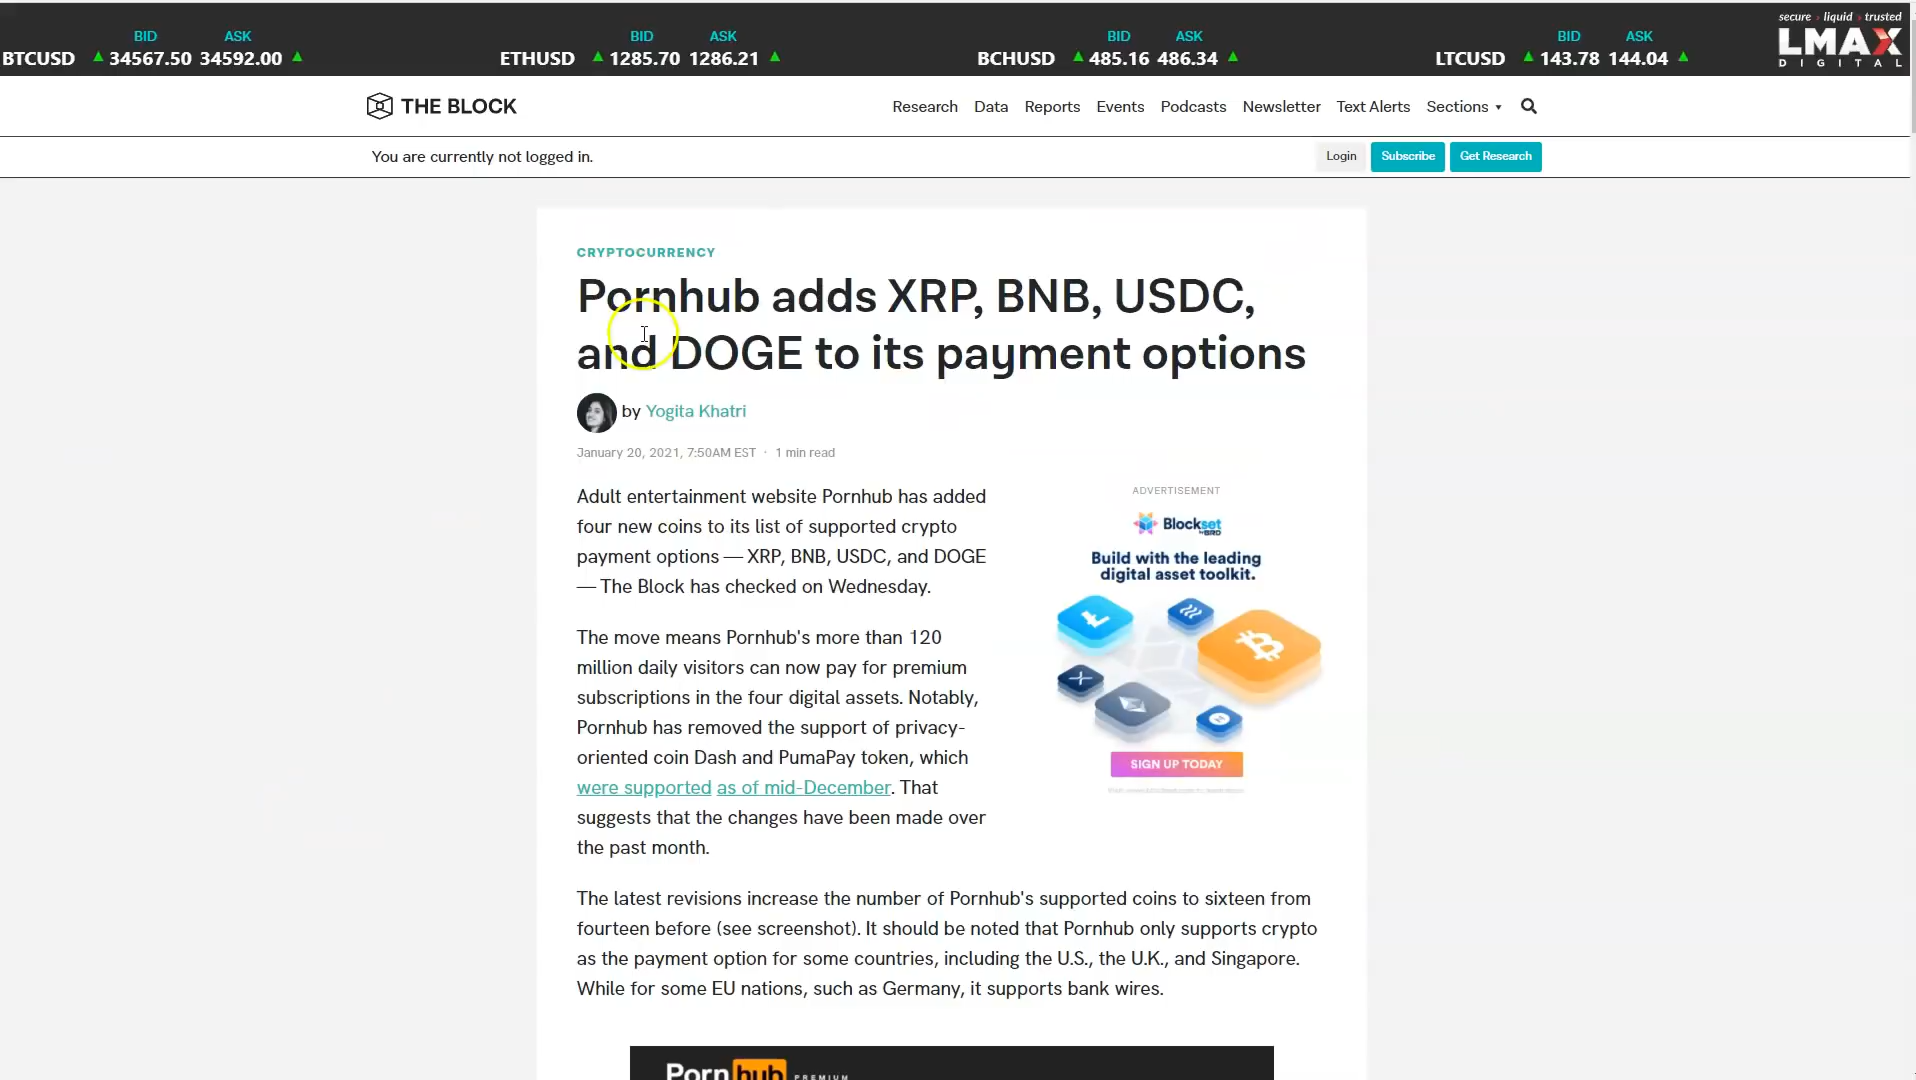 secure › liquid › trusted
BID ASK BID ASK BID ASK BID ASK
BTCUSD 34567.50 34592.00 ETHUSD 1285.70 1286.21 BCHUSD 485.16 486.34 LTCUSD 143.78 144.04
LMAX
DIGITAL
THE BLOCK Research Data Reports Events Podcasts Newsletter Text Alerts Sections
You are currently not logged in. Login Subscribe Get Research
CRYPTOCURRENCY
Pornhub adds XRP, BNB, USDC,
and DOGE to its payment options
by Yogita Khatri
January 20, 2021, 7:50AM EST · 1 min read
Adult entertainment website Pornhub has added
four new coins to its list of supported crypto
payment options — XRP, BNB, USDC, and DOGE
— The Block has checked on Wednesday.
The move means Pornhub's more than 120
million daily visitors can now pay for premium
subscriptions in the four digital assets. Notably,
Pornhub has removed the support of privacy-
oriented coin Dash and PumaPay token, which
were supported as of mid-December. That
suggests that the changes have been made over
the past month.
ADVERTISEMENT
Blockset
by BRD
Build with the leading
digital asset toolkit.
SIGN UP TODAY
The latest revisions increase the number of Pornhub's supported coins to sixteen from
fourteen before (see screenshot). It should be noted that Pornhub only supports crypto
as the payment option for some countries, including the U.S., the U.K., and Singapore.
While for some EU nations, such as Germany, it supports bank wires.
Pornhub PREMIUM